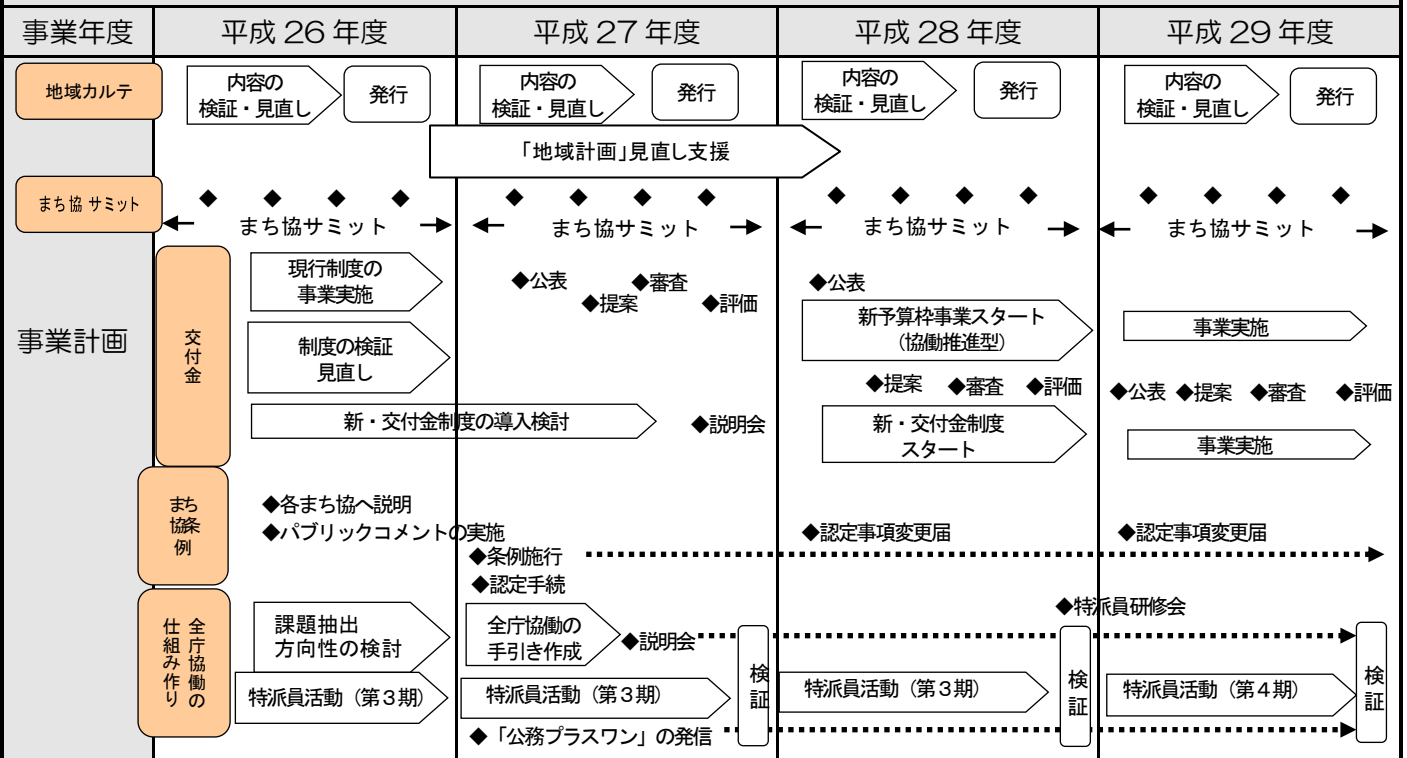 事業年度
平成 26 年度
平成 27 年度
平成 28 年度
平成 29 年度
事業計画
地域カルテ
内容の
検証・見直し
発行
内容の
検証・見直し
発行
内容の
検証・見直し
発行
内容の
検証・見直し
発行
「地域計画」見直し支援
まち協 サミット
◆ ◆ ◆ ◆
まち協サミット
◆ ◆ ◆ ◆
まち協サミット
◆ ◆ ◆ ◆
まち協サミット
◆ ◆ ◆ ◆
まち協サミット
交付金
現行制度の
事業実施
制度の検証
見直し
新・交付金制度の導入検討
◆公表
◆提案
◆審査
◆評価
◆説明会
◆公表
新予算枠事業スタート
（協働推進型）
◆提案 ◆審査 ◆評価
新・交付金制度
スタート
事業実施
◆公表 ◆提案 ◆審査 ◆評価
事業実施
まち
協条
例
◆各まち協へ説明
◆パブリックコメントの実施
◆条例施行
◆認定手続
◆認定事項変更届
◆認定事項変更届
全庁協働の
仕組み作り
課題抽出
方向性の検討
特派員活動（第３期）
全庁協働の
手引き作成
◆説明会
特派員活動（第３期）
◆「公務プラスワン」の発信
検証
特派員活動（第３期）
◆特派員研修会
検証
特派員活動（第４期）
検証